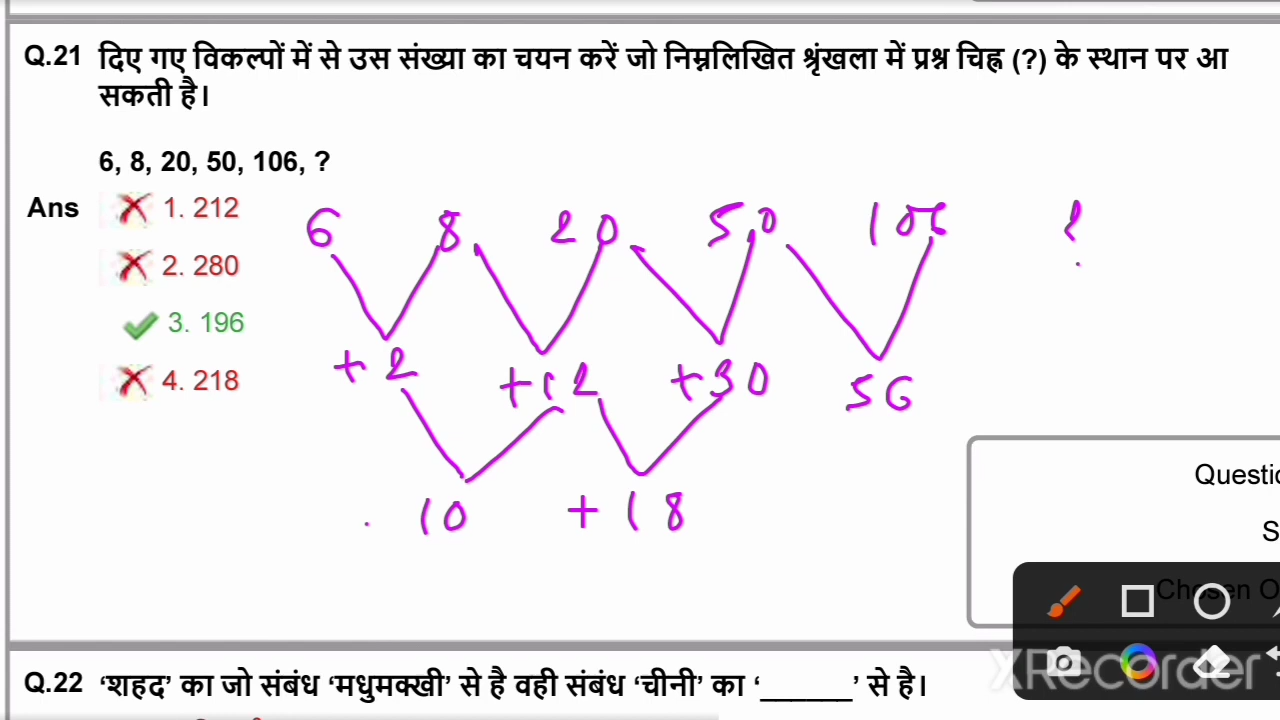 Q.21 दिए गए विकल्पों में से उस संख्या का चयन करें जो निम्नलिखित श्रृंखला में प्रश्न चिह्न (?) के स्थान पर आ
सकती है।
6, 8, 20, 50, 106, ?
Ans 1. 212
2. 280
3. 196
4. 218
6 8 20 50 106 ?
+2 +12 +30 56
10 +18
Questio
S
Chosen O
XRecorder
Q.22 ‘शहद’ का जो संबंध ‘मधुमक्खी’ से है वही संबंध ‘चीनी’ का ‘______’ से है।